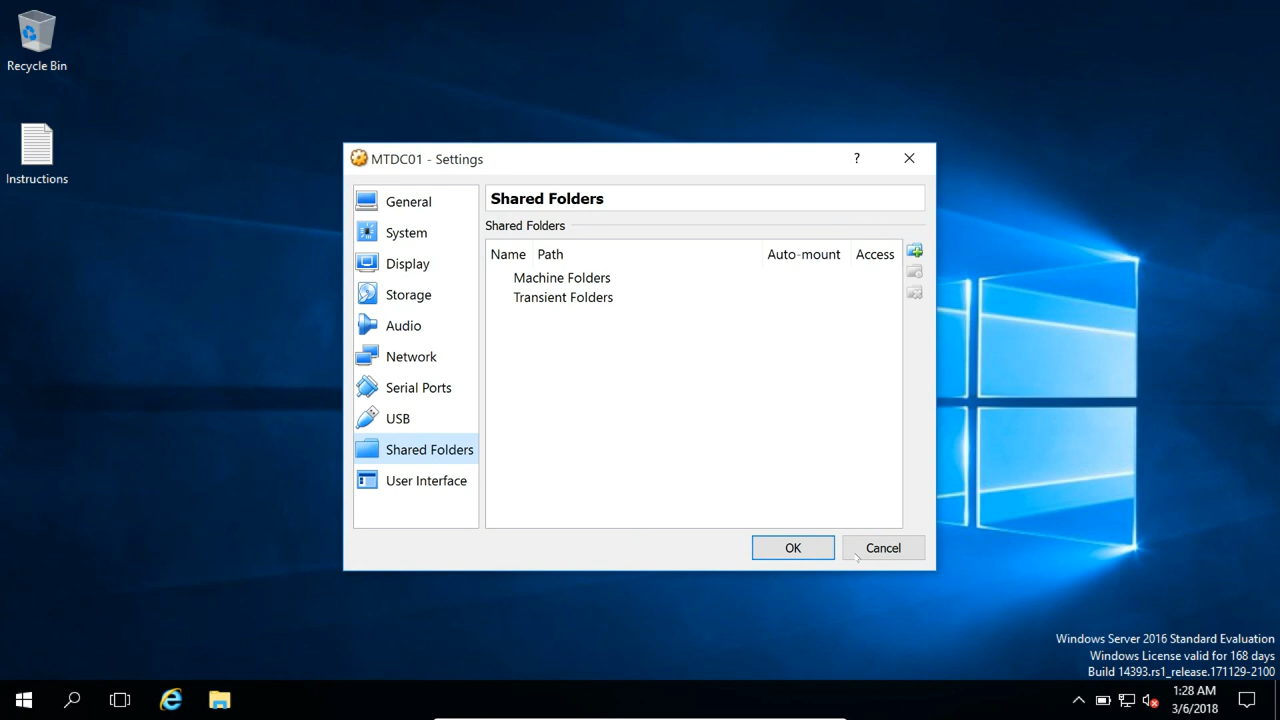 Recycle Bin
Instructions
MTDC01 - Settings
?
General
System
Display
Storage
Audio
Network
Serial Ports
USB
Shared Folders
User Interface
Shared Folders
Shared Folders
Name Path Auto-mount Access
Machine Folders
Transient Folders
OK Cancel
Windows Server 2016 Standard Evaluation
Windows License valid for 168 days
Build 14393.rs1_release.171129-2100
1:28 AM
3/6/2018